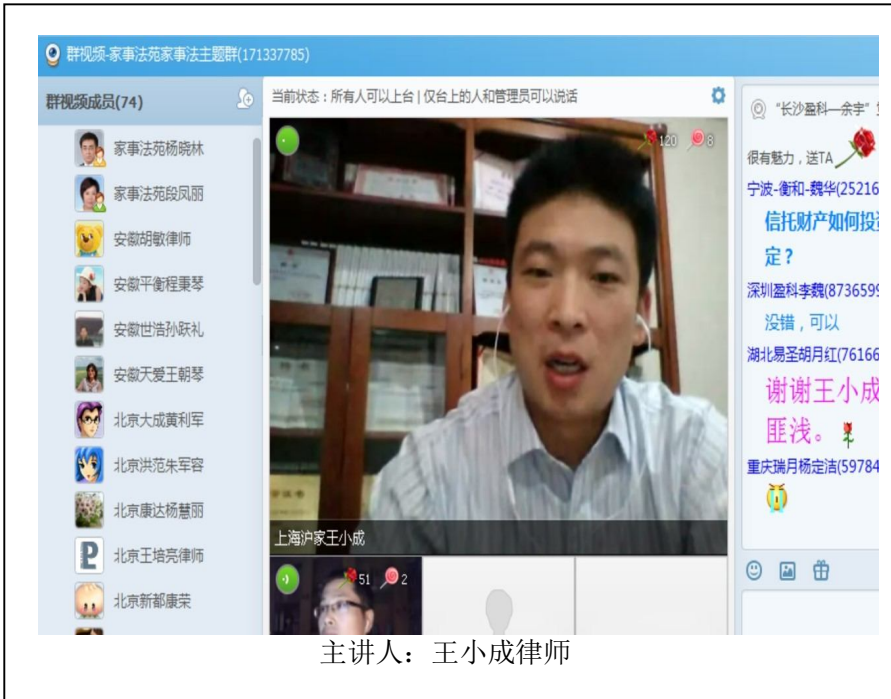 群视频-家事法苑家事法主题群(171337785)
群视频成员(74)
家事法苑杨晓林
家事法苑段凤丽
安徽胡敏律师
安徽平衡程秉琴
安徽世浩孙跃礼
安徽天爱王朝琴
北京大成黄利军
北京洪范朱军容
北京康达杨慧丽
北京王培亮律师
北京新都康荣
当前状态：所有人可以上台 | 仅台上的人和管理员可以说话
120 8
上海沪家王小成
51 2
“长沙盈科—余宇”
很有魅力，送TA
宁波-衡和-魏华(25216
信托财产如何投
定？
深圳盈科李魏(8736599
没错，可以
湖北易圣胡月红(76166
谢谢王小成
匪浅。
重庆瑞月杨定洁(59784
主讲人：王小成律师